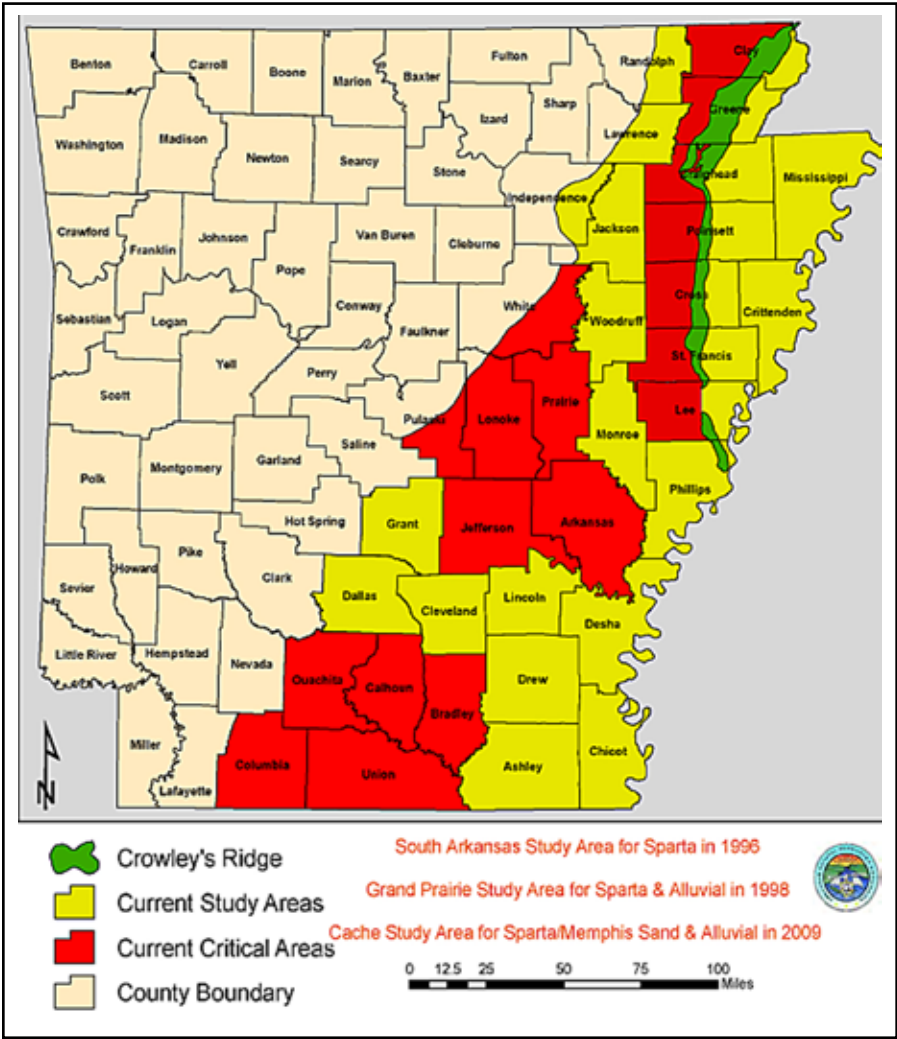 Benton
Carroll
Boone
Marion
Baxter
Fulton
Randolph
Clay
Sharp
Izard
Greene
Washington
Madison
Newton
Searcy
Stone
Lawrence
Independence
Craighead
Mississippi
Crawford
Franklin
Johnson
Pope
Van Buren
Cleburne
Jackson
Poinsett
Sebastian
Logan
Conway
Faulkner
White
Woodruff
Cross
Crittenden
Scott
Yell
Perry
Pulaski
Lonoke
Prairie
St. Francis
Lee
Monroe
Polk
Montgomery
Garland
Saline
Phillips
Hot Spring
Grant
Jefferson
Arkansas
Sevier
Howard
Pike
Clark
Dallas
Cleveland
Lincoln
Desha
Little River
Hempstead
Nevada
Ouachita
Calhoun
Bradley
Drew
Miller
Lafayette
Columbia
Union
Ashley
Chicot
N
Crowley's Ridge
Current Study Areas
Current Critical Areas
County Boundary
South Arkansas Study Area for Sparta in 1996
Grand Prairie Study Area for Sparta & Alluvial in 1998
Cache Study Area for Sparta/Memphis Sand & Alluvial in 2009
0 12.5 25 50 75 100
Miles